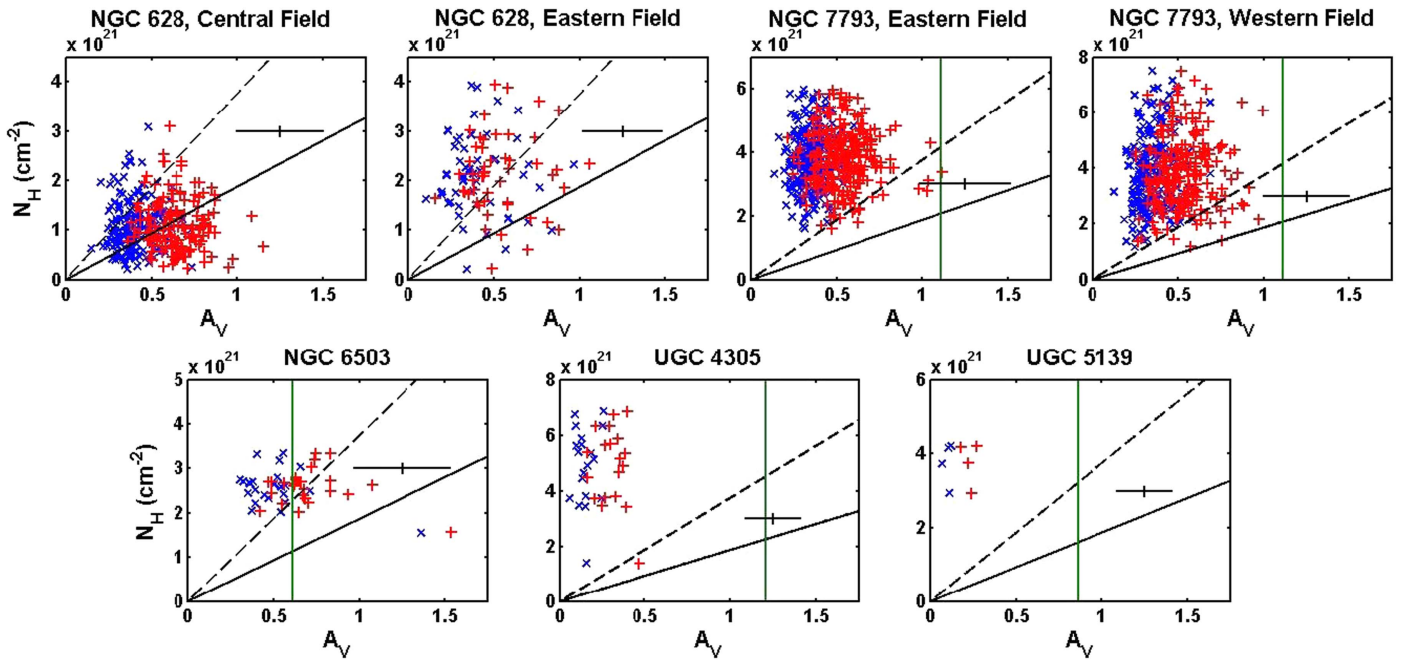 NGC 628, Central Field
NGC 628, Eastern Field
NGC 7793, Eastern Field
NGC 7793, Western Field
x 10^21
x 10^21
x 10^21
x 10^21
N_H (cm^-2)
4
3
2
1
0
4
3
2
1
0
6
4
2
0
8
6
4
2
0
0 0.5 1 1.5
0 0.5 1 1.5
0 0.5 1 1.5
0 0.5 1 1.5
A_V
A_V
A_V
A_V
NGC 6503
UGC 4305
UGC 5139
x 10^21
x 10^21
x 10^21
N_H (cm^-2)
5
4
3
2
1
0
8
6
4
2
0
6
4
2
0
0 0.5 1 1.5
0 0.5 1 1.5
0 0.5 1 1.5
A_V
A_V
A_V